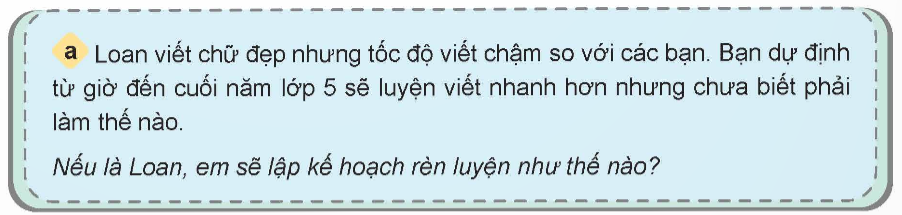 a Loan viết chữ đẹp nhưng tốc độ viết chậm so với các bạn. Bạn dự định
từ giờ đến cuối năm lớp 5 sẽ luyện viết nhanh hơn nhưng chưa biết phải
làm thế nào.
Nếu là Loan, em sẽ lập kế hoạch rèn luyện như thế nào?